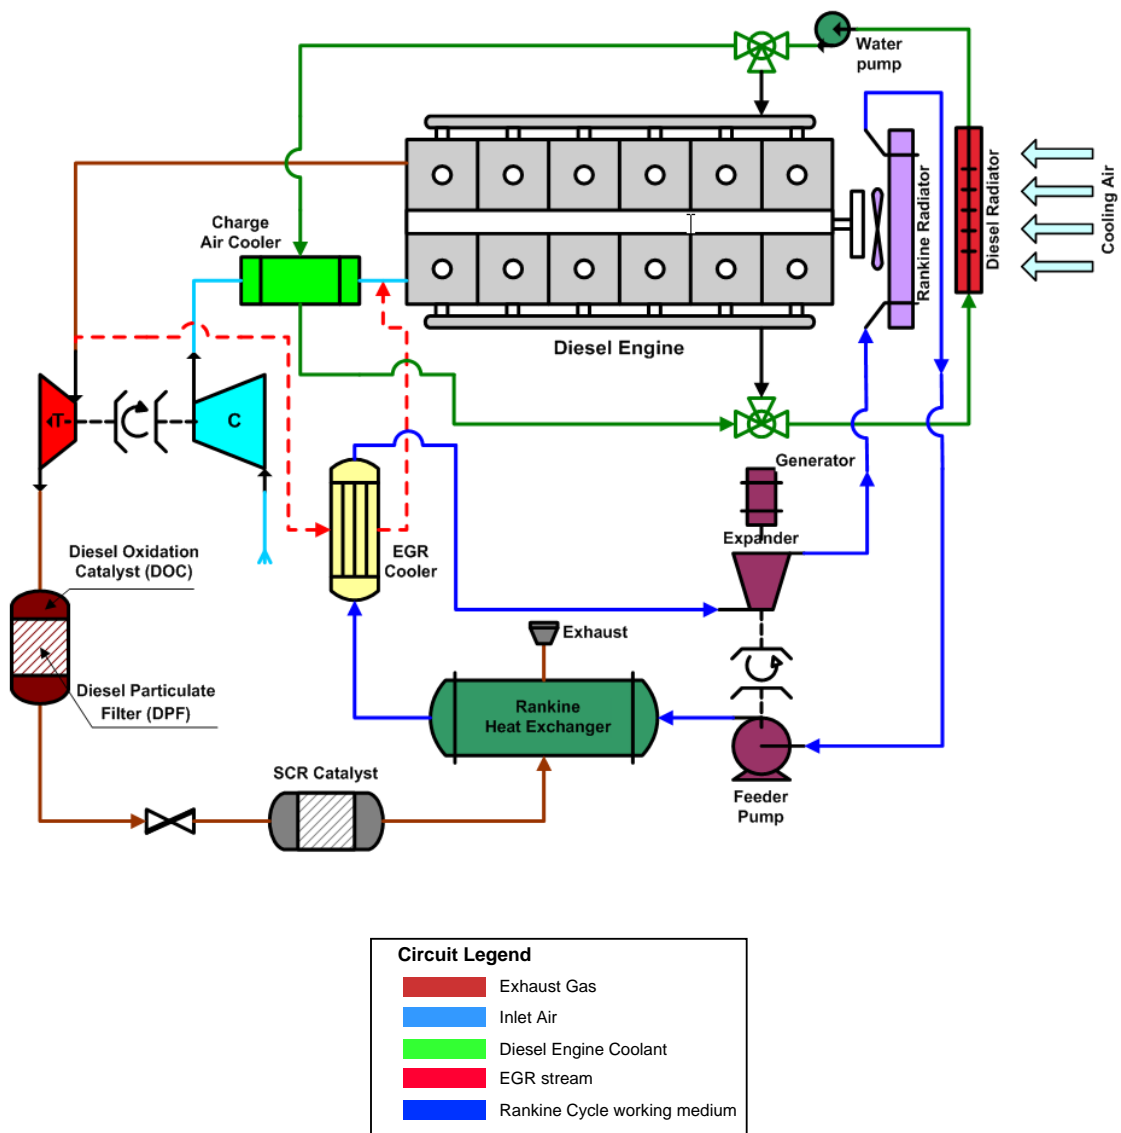 Water
pump
Charge
Air Cooler
Rankine Radiator
Diesel Radiator
Cooling Air
Diesel Engine
T
C
Generator
Expander
EGR
Cooler
Diesel Oxidation
Catalyst (DOC)
Exhaust
Diesel Particulate
Filter (DPF)
Rankine
Heat Exchanger
SCR Catalyst
Feeder
Pump
Circuit Legend
Exhaust Gas
Inlet Air
Diesel Engine Coolant
EGR stream
Rankine Cycle working medium